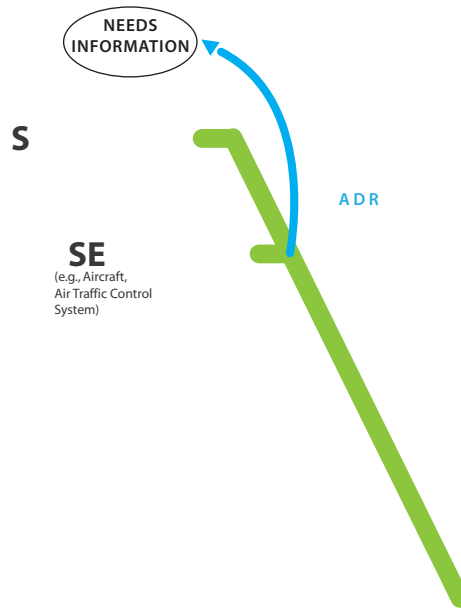 NEEDS
INFORMATION
S
ADR
SE
(e.g., Aircraft,
Air Traffic Control
System)